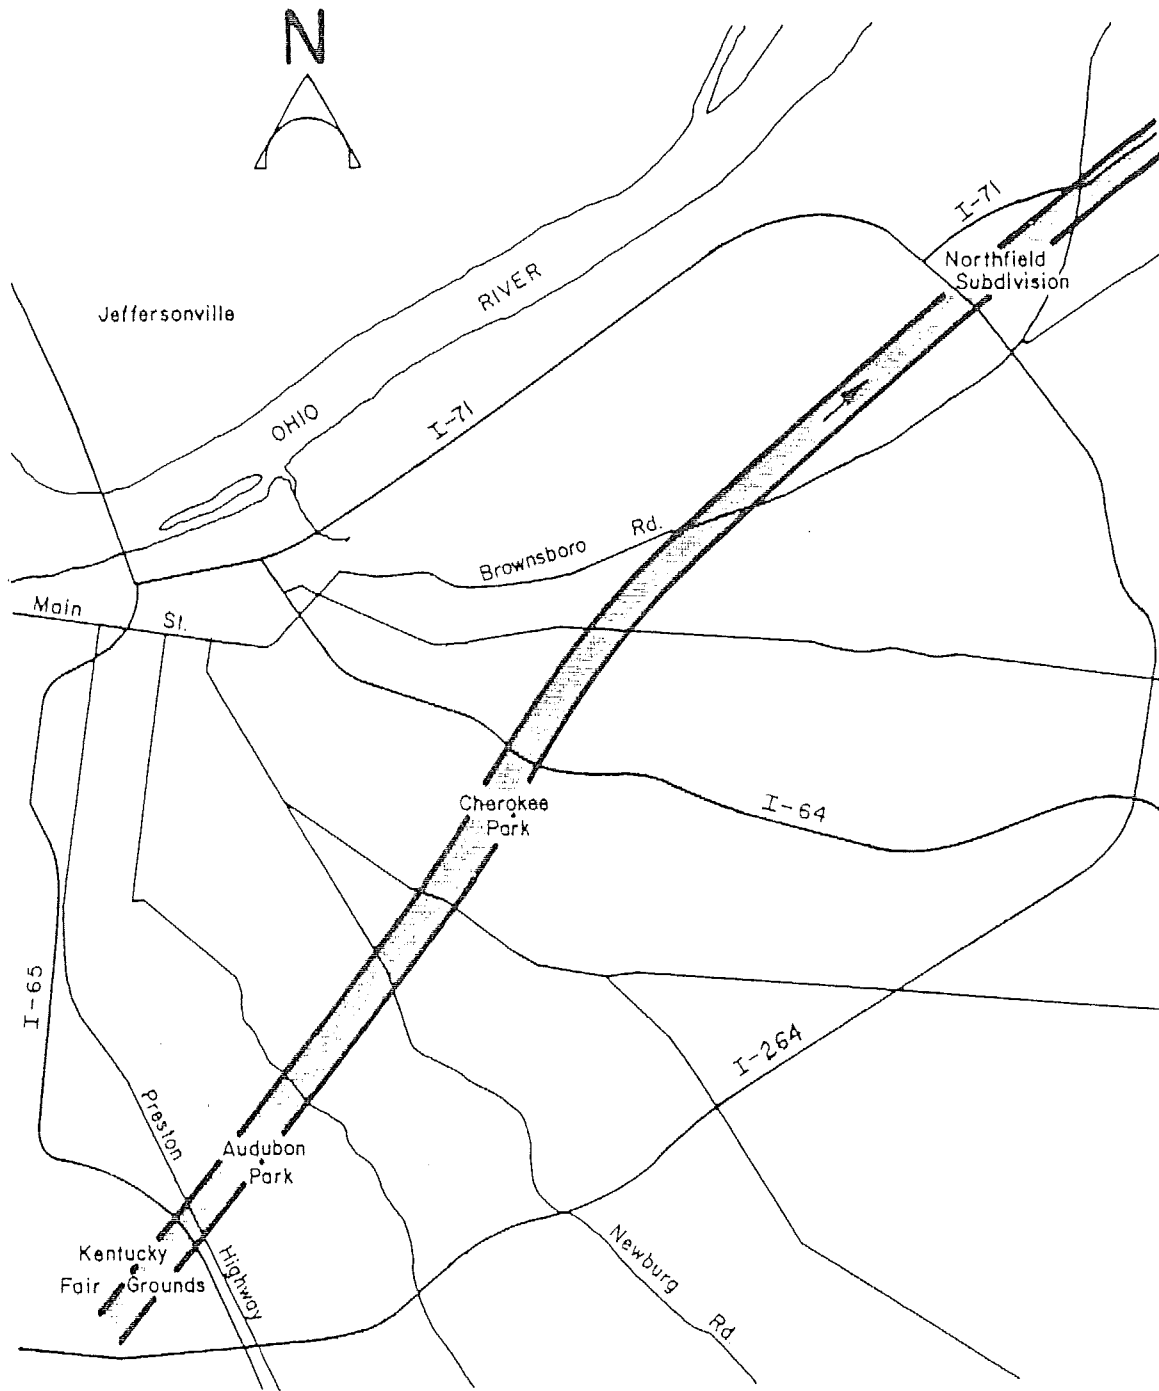 N
I-71
Northfield
Subdivision
RIVER
Jeffersonville
OHIO
I-71
Brownsboro Rd.
Main St.
Cherokee
Park
I-64
I-65
I-264
Preston
Highway
Audubon
Park
Kentucky
Fair Grounds
Newburg
Rd.